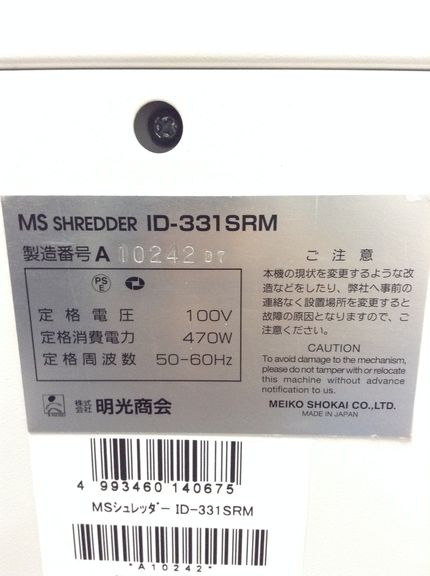 MS SHREDDER ID-331SRM
製造番号 A 10242 D7
PS
E
定格電圧 100V
定格消費電力 470W
定格周波数 50-60Hz
株式会社 明光商会
ご注意
本機の現状を変更するような改
造などをしたり、弊社へ事前の
連絡なく設置場所を変更すると
故障の原因となりますので、ご
注意ください。
CAUTION
To avoid damage to the mechanism,
please do not tamper with or relocate
this machine without advance
notification to us.
MEIKO SHOKAI CO.,LTD.
MADE IN JAPAN
4 993460 140675
MSシュレッダー ID-331SRM
*A10242*